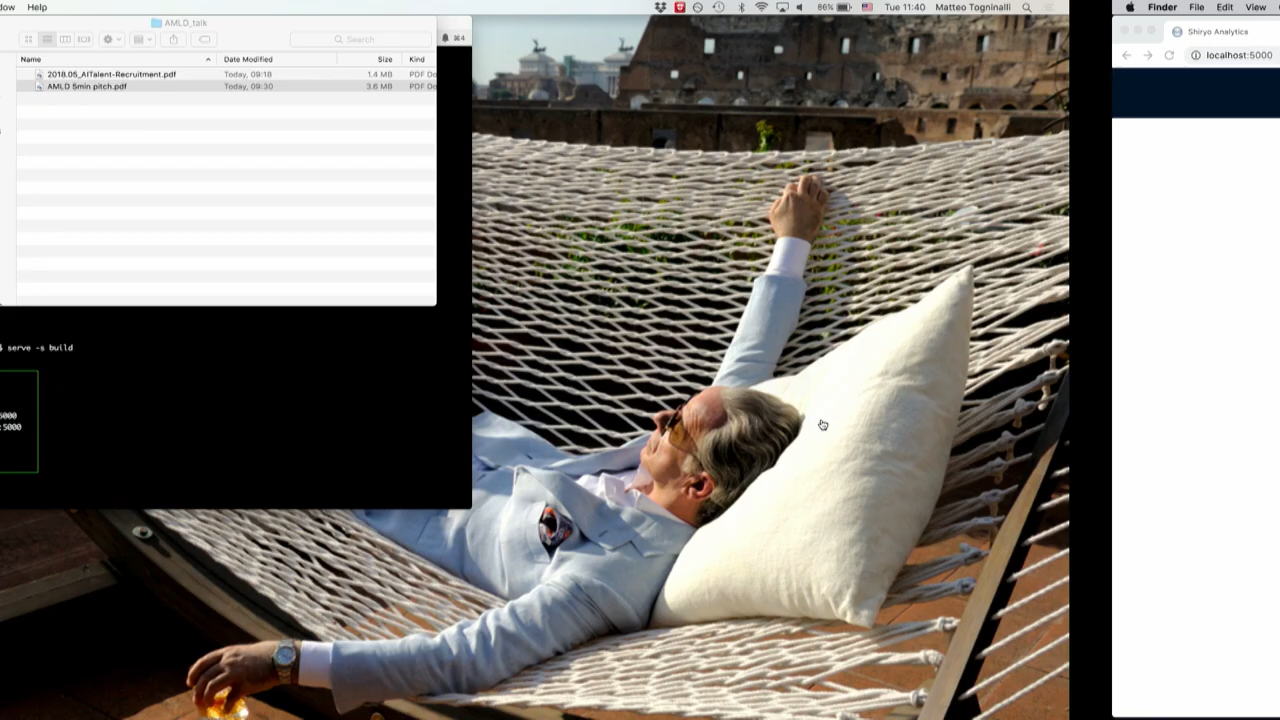 ow Help
86% Tue 11:40 Matteo Togninalli
Finder File Edit View
AMLD_talk
Search
⌘4
Name Date Modified Size Kind
2018.05_AITalent-Recruitment.pdf Today, 09:18 1.4 MB PDF Do
AMLD 5min pitch.pdf Today, 09:30 3.6 MB PDF Do
$ serve -s build
5000
:5000
Shiryo Analytics
localhost:5000